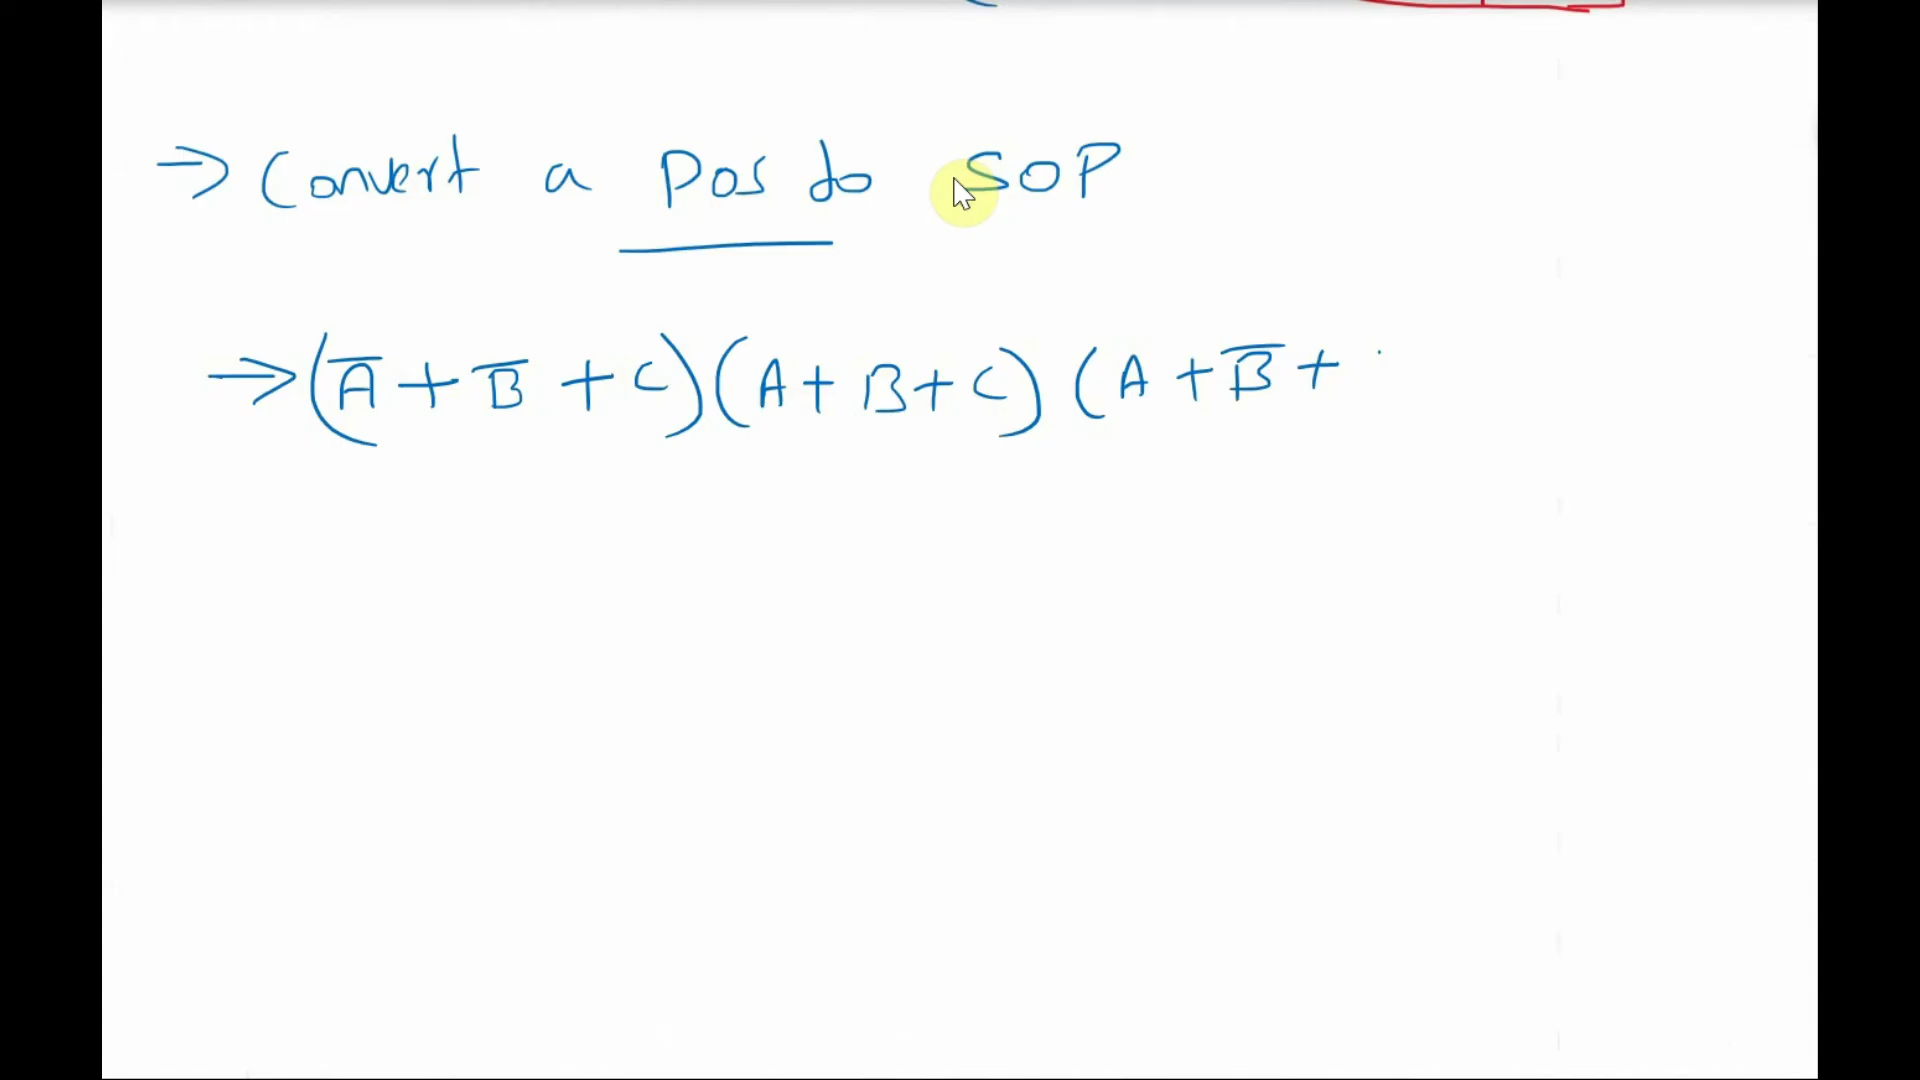 → Convert a Pos to SOP
→ (A̅ + B̅ + C) (A + B + C) (A + B̅ +